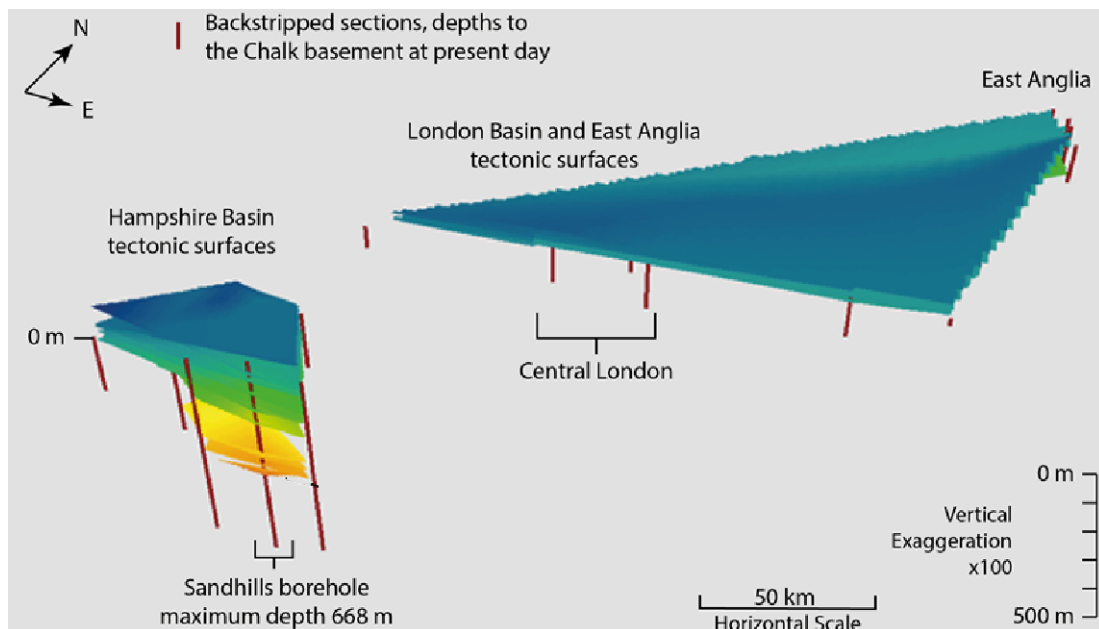 N
E
Backstripped sections, depths to
the Chalk basement at present day
East Anglia
London Basin and East Anglia
tectonic surfaces
Hampshire Basin
tectonic surfaces
0 m
Central London
0 m
Vertical
Exaggeration
x100
500 m
50 km
Horizontal Scale
Sandhills borehole
maximum depth 668 m